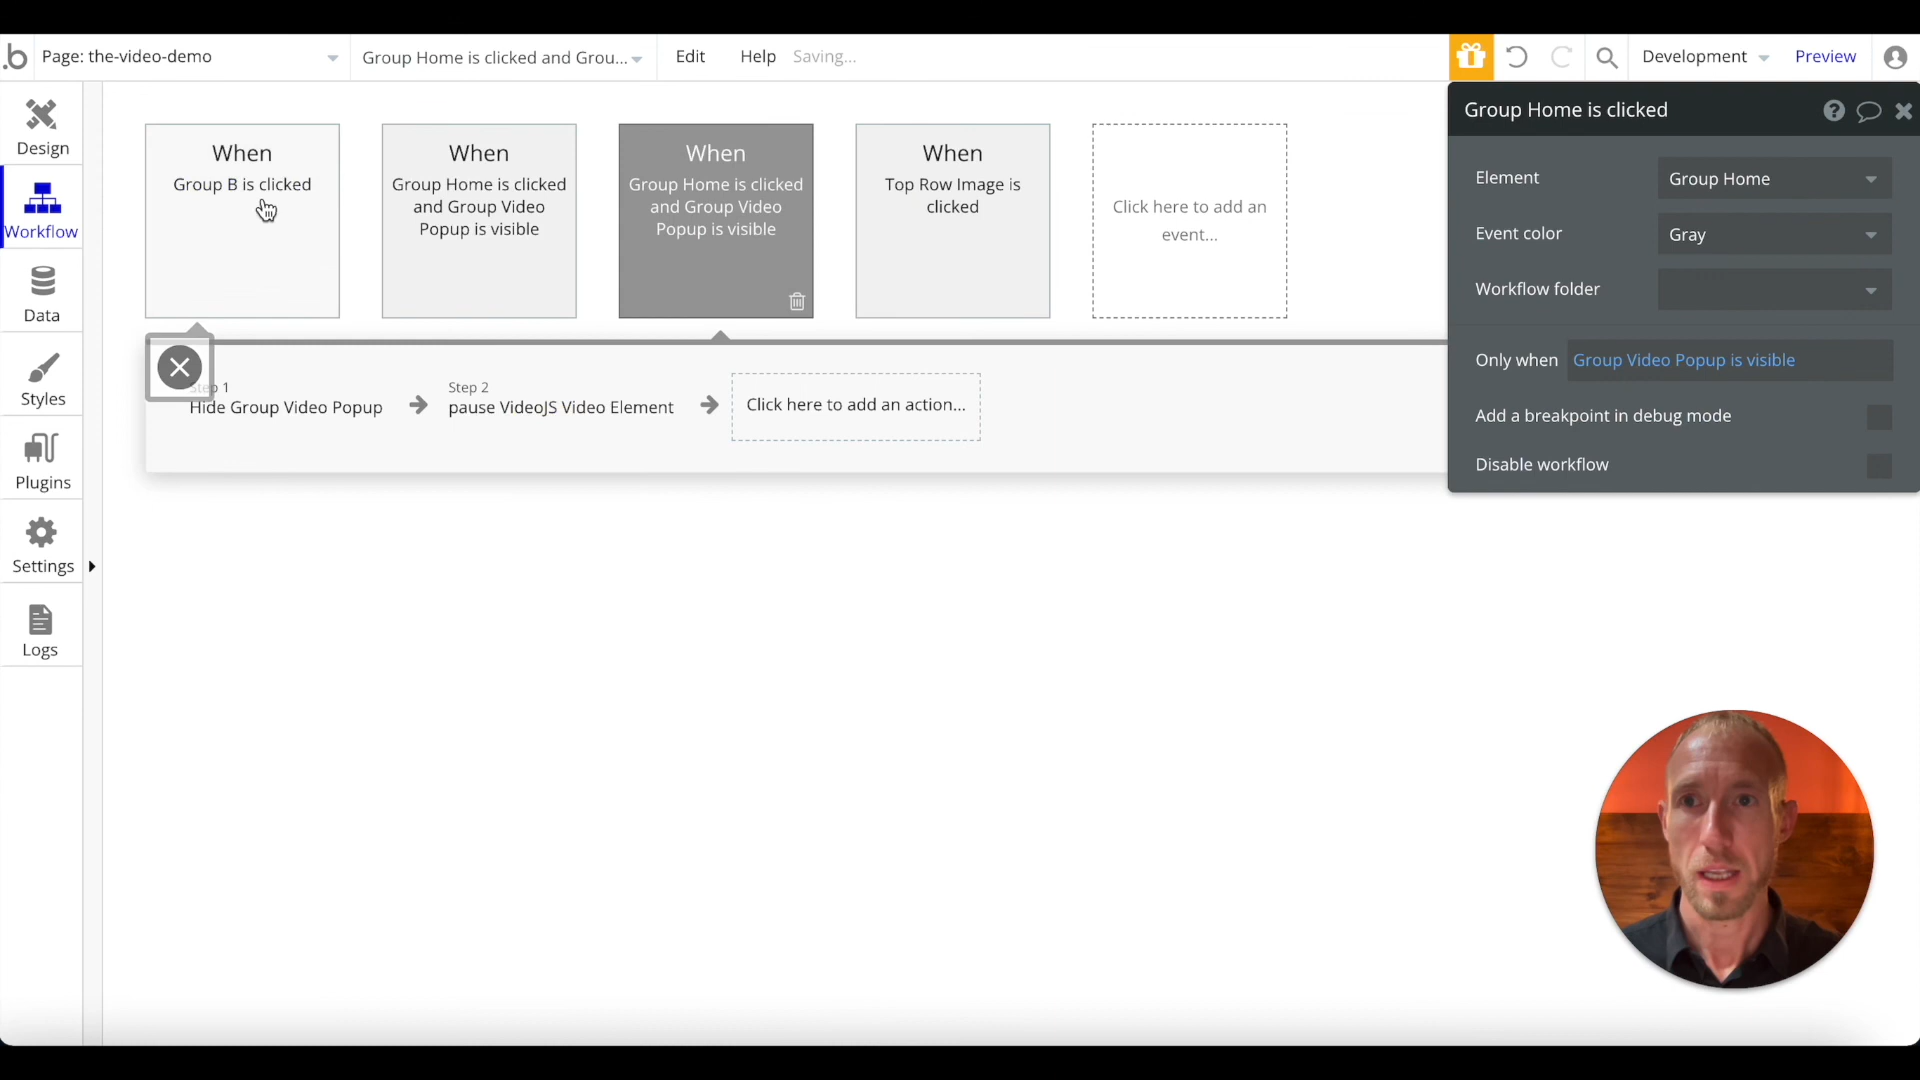 .b Page: the-video-demo Group Home is clicked and Grou... Edit Help Saving... Development Preview
Design
Workflow
Data
Styles
Plugins
Settings
Logs
When
Group B is clicked
When
Group Home is clicked
and Group Video
Popup is visible
When
Group Home is clicked
and Group Video
Popup is visible
When
Top Row Image is
clicked
Click here to add an
event...
Step 1
Hide Group Video Popup
Step 2
pause VideoJS Video Element
Click here to add an action...
Group Home is clicked
Element Group Home
Event color Gray
Workflow folder
Only when Group Video Popup is visible
Add a breakpoint in debug mode
Disable workflow